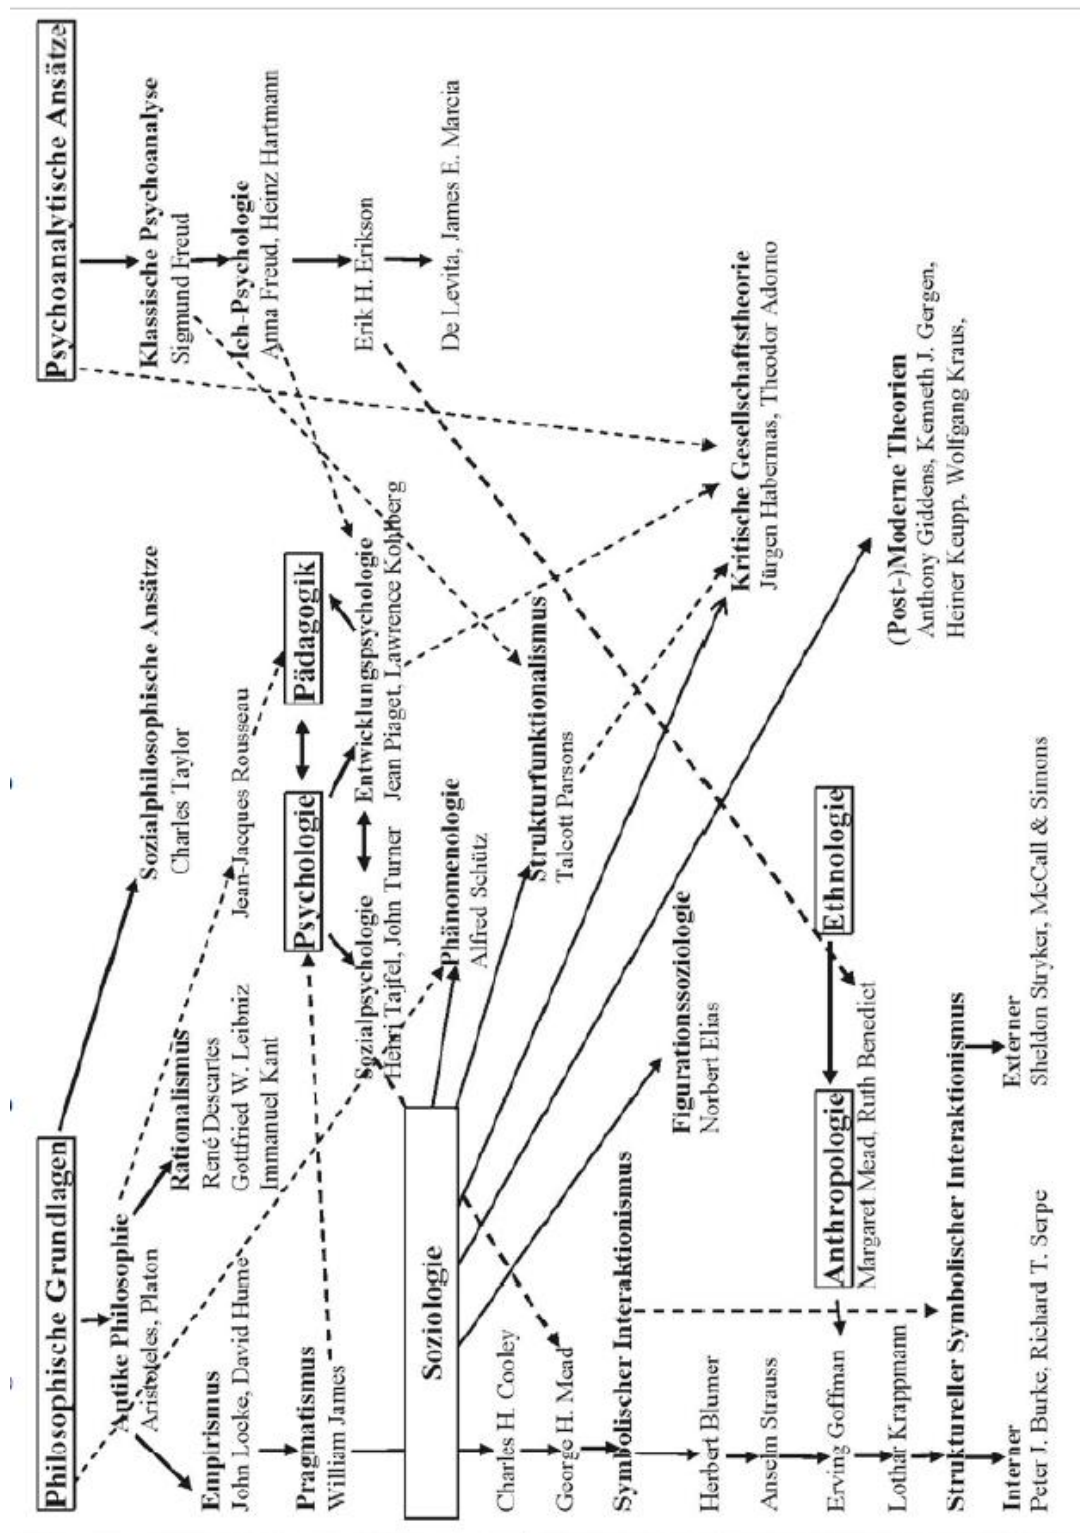 Philosophische Grundlagen
Antike Philosophie
Aristoteles, Platon
Empirismus
John Locke, David Hume
Pragmatismus
William James
Rationalismus
René Descartes
Gottfried W. Leibniz
Immanuel Kant
Sozialphilosophische Ansätze
Charles Taylor
Jean-Jacques Rousseau
Psychologie
Pädagogik
Sozialpsychologie
Henri Tajfel, John Turner
Entwicklungspsychologie
Jean Piaget, Lawrence Kohlberg
Psychoanalytische Ansätze
Klassische Psychoanalyse
Sigmund Freud
Ich-Psychologie
Anna Freud, Heinz Hartmann
Erik H. Erikson
De Levita, James E. Marcia
Soziologie
Phänomenologie
Alfred Schütz
Strukturfunktionalismus
Talcott Parsons
Kritische Gesellschaftstheorie
Jürgen Habermas, Theodor Adorno
(Post-)Moderne Theorien
Anthony Giddens, Kenneth J. Gergen,
Heiner Keupp, Wolfgang Kraus,
Figurationssoziologie
Norbert Elias
Charles H. Cooley
George H. Mead
Symbolischer Interaktionismus
Herbert Blumer
Anselm Strauss
Erving Goffman
Lothar Krappmann
Anthropologie
Ethnologie
Margaret Mead, Ruth Benedict
Struktureller Symbolischer Interaktionismus
Interner
Peter J. Burke, Richard T. Serpe
Externer
Sheldon Stryker, McCall & Simons